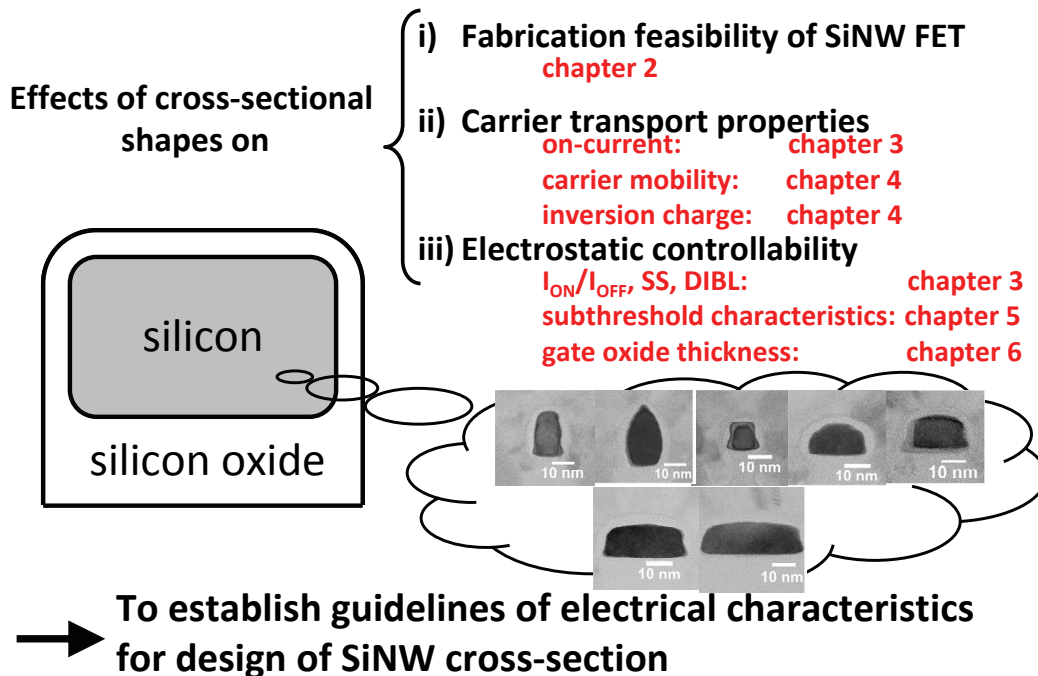 Effects of cross-sectional
shapes on
i) Fabrication feasibility of SiNW FET
chapter 2
ii) Carrier transport properties
on-current: chapter 3
carrier mobility: chapter 4
inversion charge: chapter 4
iii) Electrostatic controllability
I_ON/I_OFF, SS, DIBL: chapter 3
subthreshold characteristics: chapter 5
gate oxide thickness: chapter 6
silicon
silicon oxide
10 nm
10 nm
10 nm
10 nm
10 nm
10 nm
10 nm
To establish guidelines of electrical characteristics
for design of SiNW cross-section